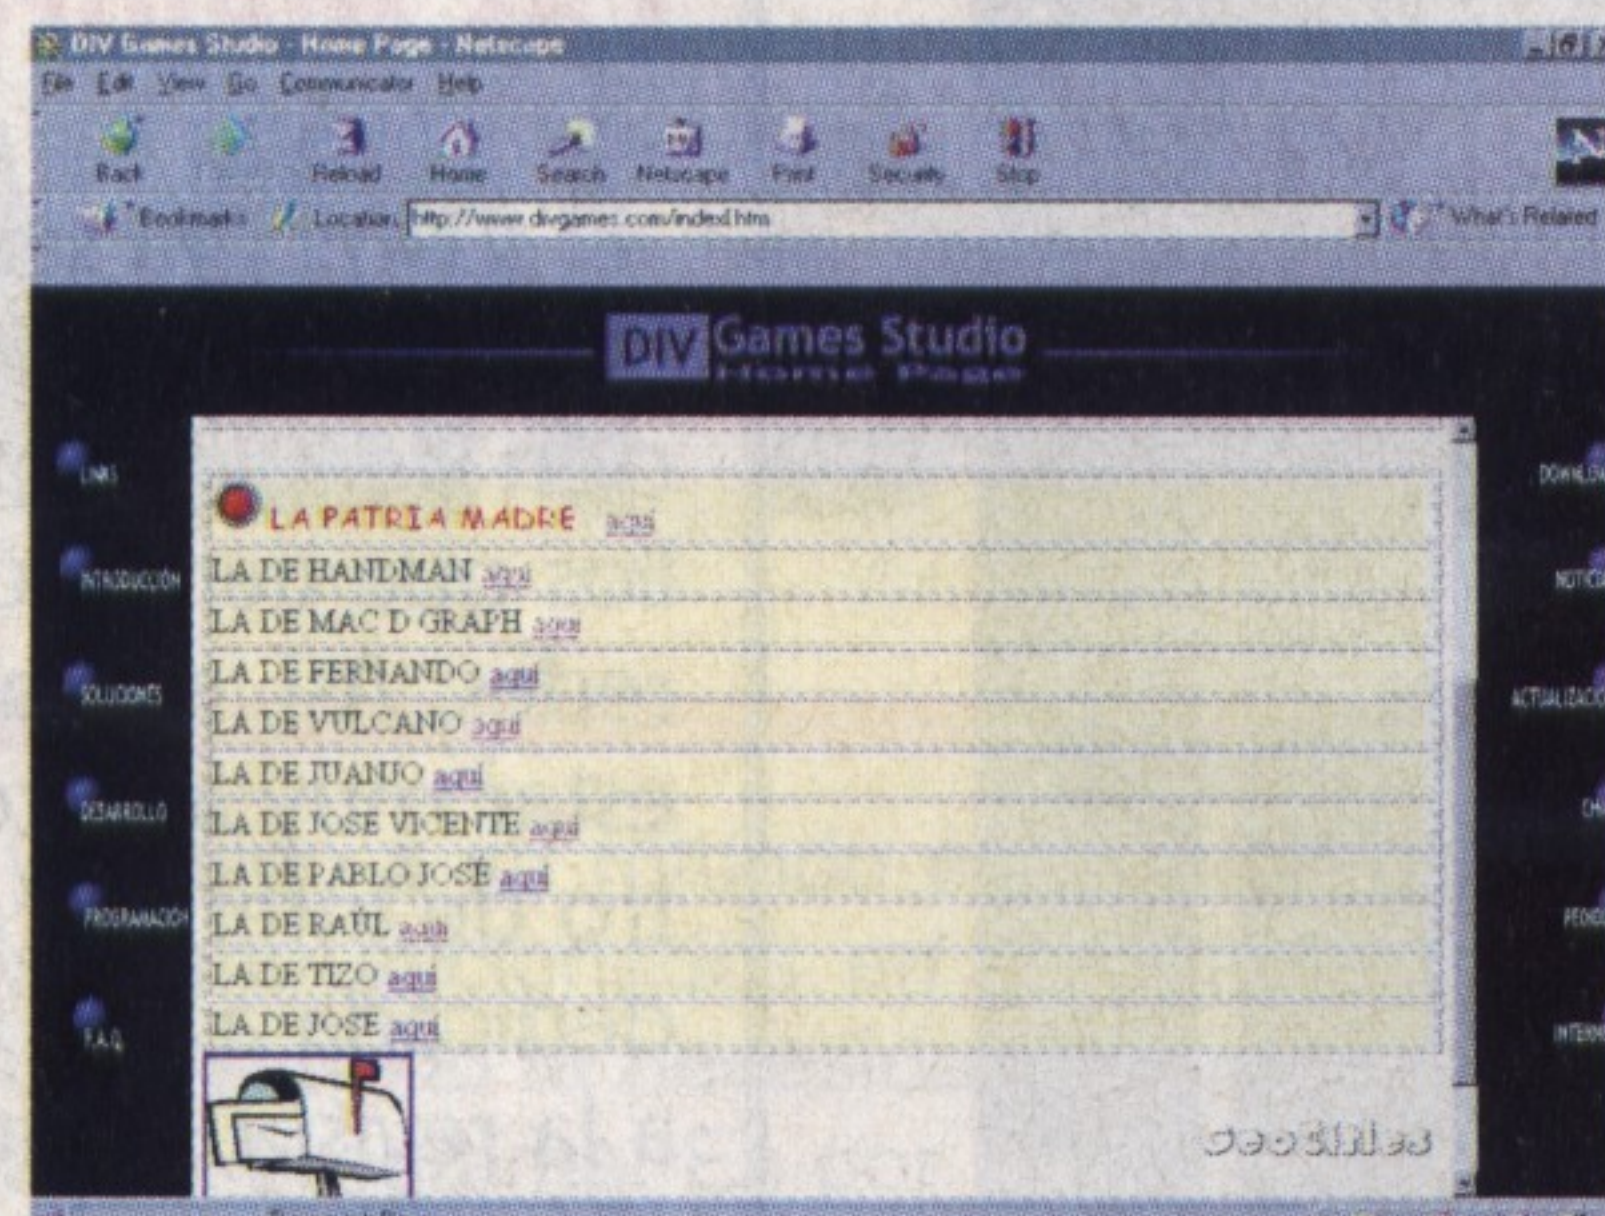 DIV Games Studio - Home Page - Netscape
File Edit View Go Communicator Help
Back Reload Home Search Netscape Print Security Stop
Bookmarks Location: http://www.divgames.com/index1.htm What's Related
DIV Games Studio
Home Page
LINKS
INTRODUCCIÓN
SOLUCIONES
DESARROLLO
PROGRAMACION
F.A.Q.
LA PATRIA MADRE aquí
LA DE HANDMAN aquí
LA DE MAC D GRAPH aquí
LA DE FERNANDO aquí
LA DE VULCANO aquí
LA DE JUANJO aquí
LA DE JOSE VICENTE aquí
LA DE PABLO JOSÉ aquí
LA DE RAÚL aquí
LA DE TIZO aquí
LA DE JOSE aquí
GeoCities